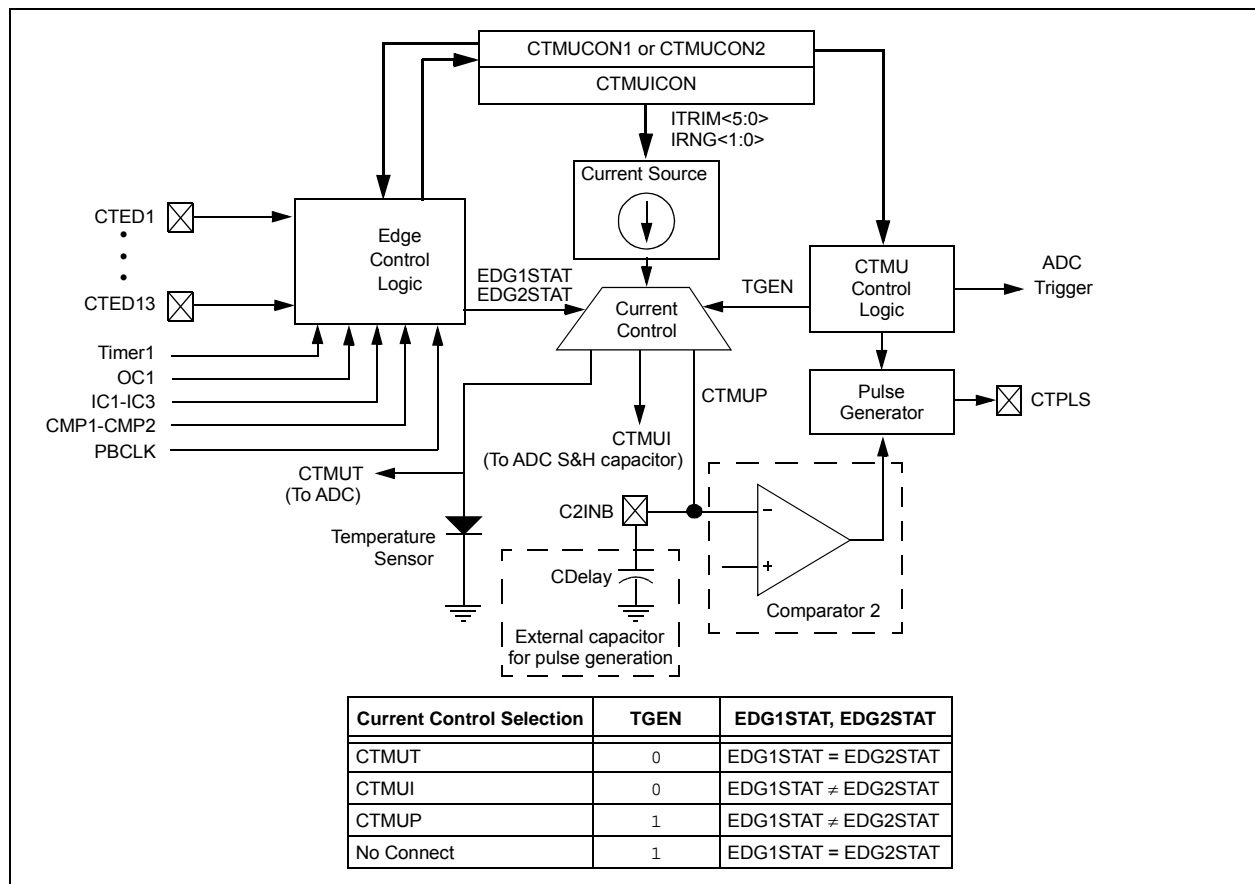 CTMUCON1 or CTMUCON2
CTMUICON
ITRIM<5:0>
IRNG<1:0>
Current Source
CTED1
CTED13
Edge
Control
Logic
EDG1STAT
EDG2STAT
Current
Control
TGEN
CTMU
Control
Logic
ADC
Trigger
Timer1
OC1
IC1-IC3
CMP1-CMP2
PBCLK
CTMUP
Pulse
Generator
CTPLS
CTMUT
(To ADC)
CTMUI
(To ADC S&H capacitor)
C2INB
−
+
Temperature
Sensor
CDelay
Comparator 2
External capacitor
for pulse generation
Current Control Selection TGEN EDG1STAT, EDG2STAT
CTMUT 0 EDG1STAT = EDG2STAT
CTMUI 0 EDG1STAT ≠ EDG2STAT
CTMUP 1 EDG1STAT ≠ EDG2STAT
No Connect 1 EDG1STAT = EDG2STAT